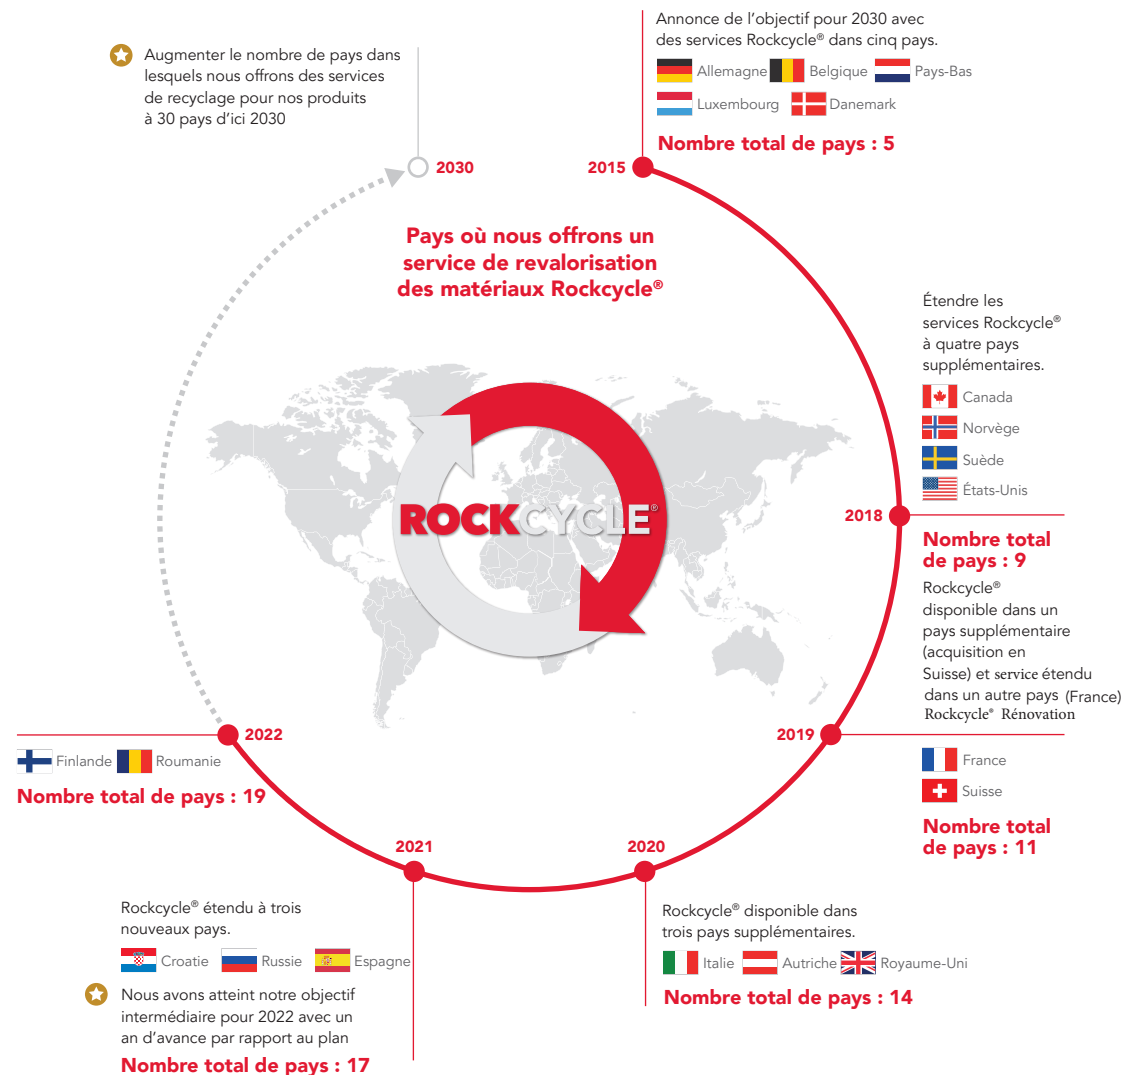 Augmenter le nombre de pays dans
lesquels nous offrons des services
de recyclage pour nos produits
à 30 pays d'ici 2030
2030
Annonce de l'objectif pour 2030 avec
des services Rockcycle® dans cinq pays.
Allemagne Belgique Pays-Bas
Luxembourg Danemark
Nombre total de pays : 5
2015
Pays où nous offrons un
service de revalorisation
des matériaux Rockcycle®
ROCKCYCLE®
Étendre les
services Rockcycle®
à quatre pays
supplémentaires.
Canada
Norvège
Suède
États-Unis
2018
Nombre total
de pays : 9
Rockcycle®
disponible dans un
pays supplémentaire
(acquisition en
Suisse) et service étendu
dans un autre pays (France)
Rockcycle® Rénovation
2019
France
Suisse
Nombre total
de pays : 11
2020
Rockcycle® disponible dans
trois pays supplémentaires.
Italie Autriche Royaume-Uni
Nombre total de pays : 14
2021
Rockcycle® étendu à trois
nouveaux pays.
Croatie Russie Espagne
Nous avons atteint notre objectif
intermédiaire pour 2022 avec un
an d'avance par rapport au plan
Nombre total de pays : 17
2022
Finlande Roumanie
Nombre total de pays : 19